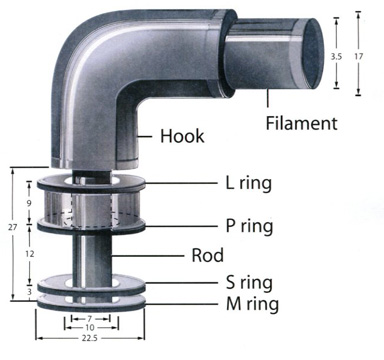 3.5
17
Filament
Hook
L ring
9
P ring
27
12
Rod
S ring
3
M ring
7
10
22.5